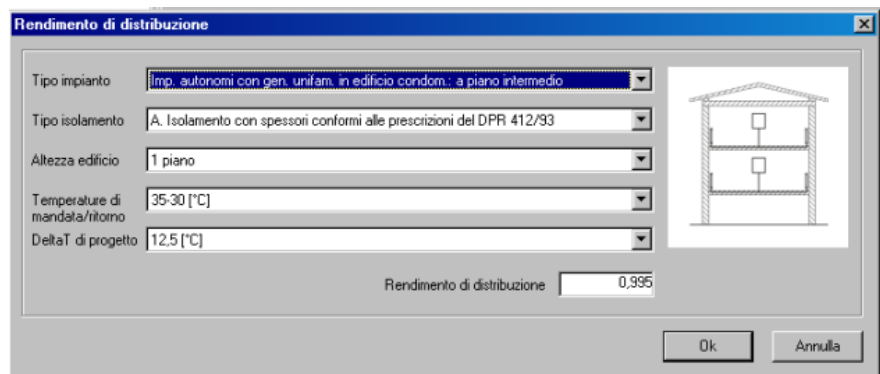 Rendimento di distribuzione
Tipo impianto
Imp. autonomi con gen. unifam. in edificio condom.: a piano intermedio
Tipo isolamento
A. Isolamento con spessori conformi alle prescrizioni del DPR 412/93
Altezza edificio
1 piano
Temperature di
mandata/ritorno
35-30 [°C]
DeltaT di progetto
12,5 [°C]
Rendimento di distribuzione
0,995
Ok
Annulla